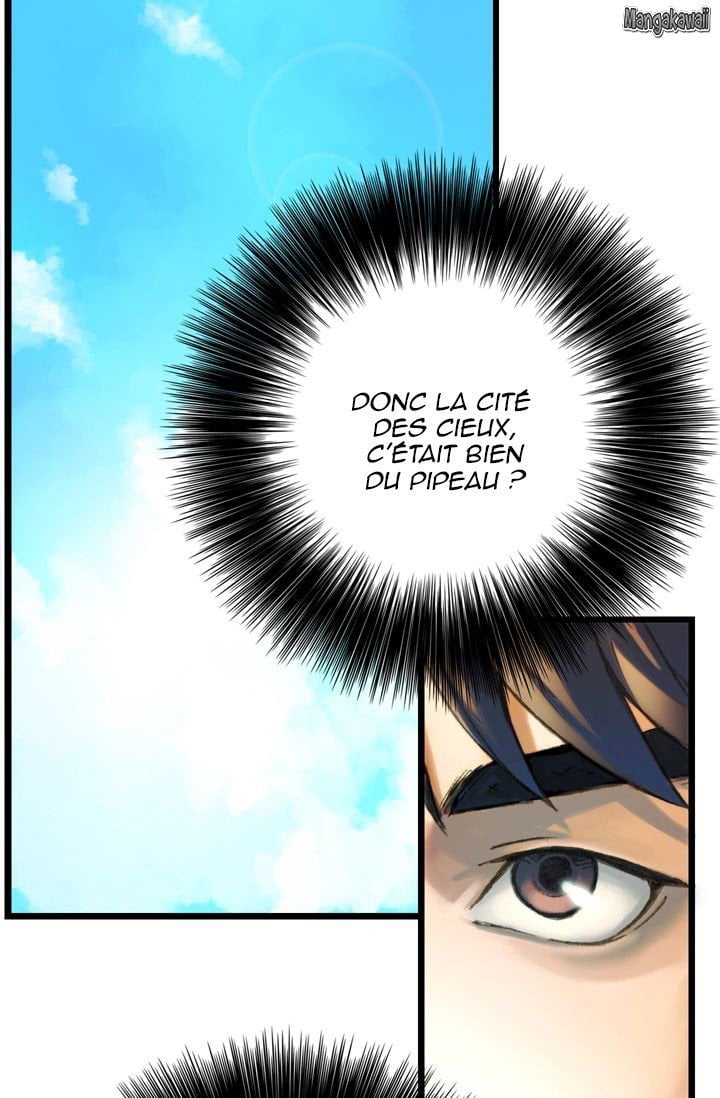 Mangakawaii
DONC LA CITÉ
DES CIEUX,
C'ÉTAIT BIEN
DU PIPEAU ?